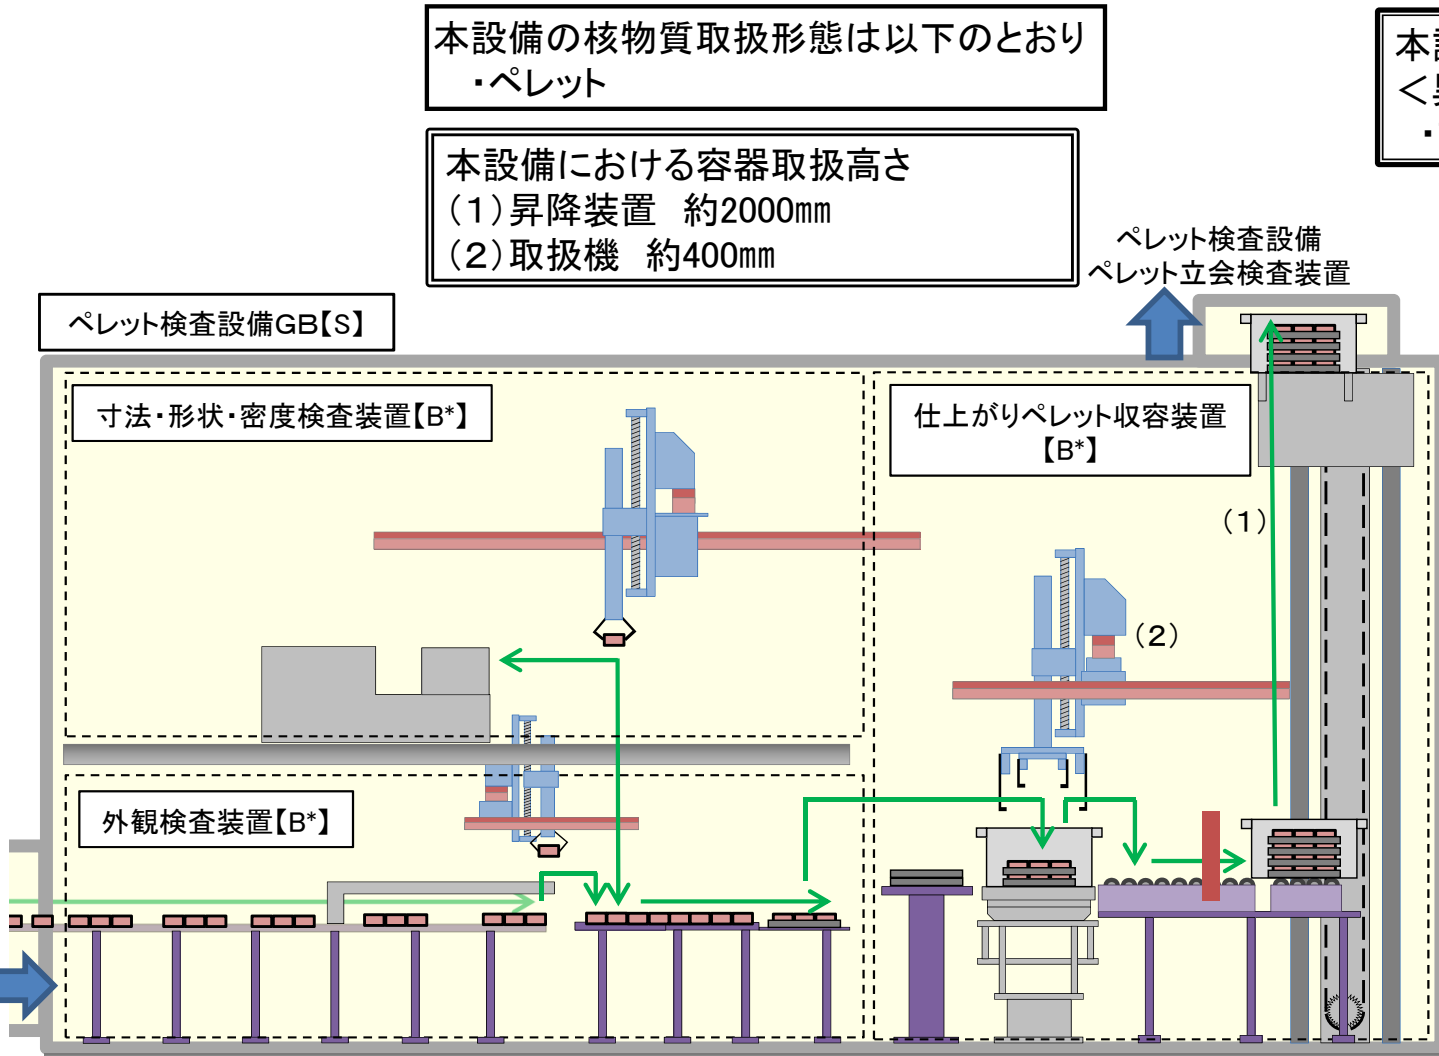 本設備の核物質取扱形態は以下のとおり
・ペレット
本設
＜昇
・
本設備における容器取扱高さ
（1）昇降装置　約2000㎜
（2）取扱機　約400㎜
ペレット検査設備
ペレット立会検査装置
ペレット検査設備GB【S】
寸法・形状・密度検査装置【B*】
仕上がりペレット収容装置
【B*】
（1）
（2）
外観検査装置【B*】